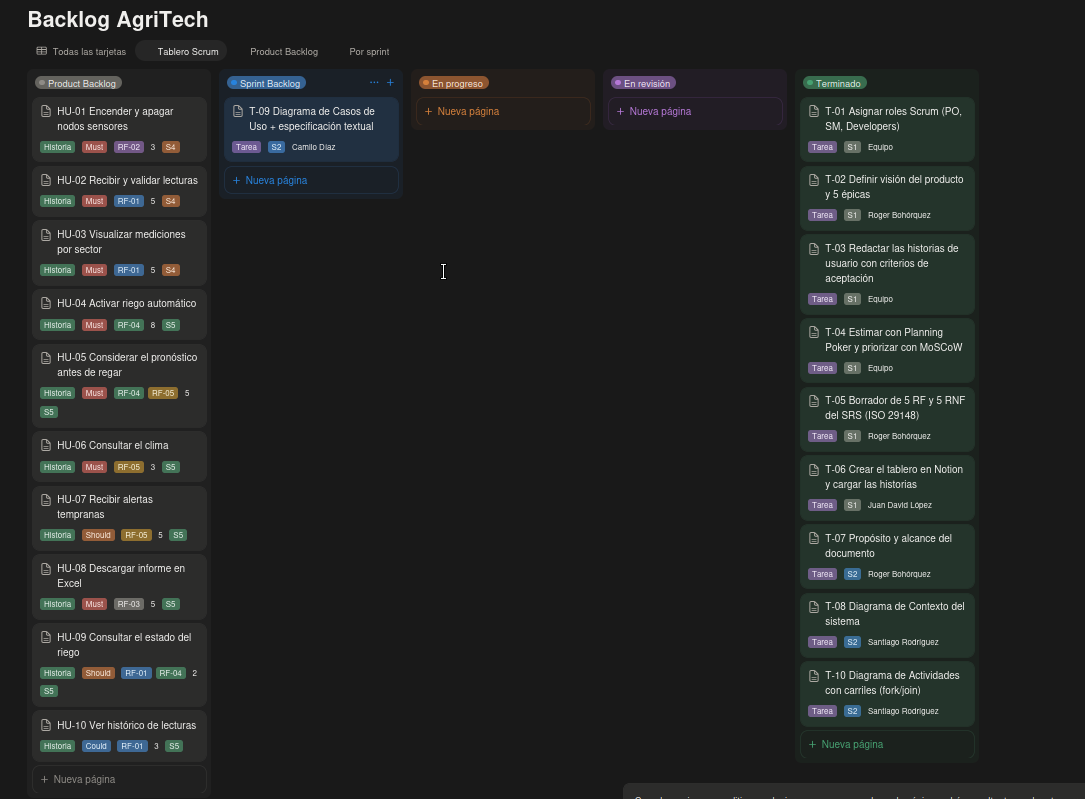 Backlog AgriTech
Todas las tarjetas
Tablero Scrum
Product Backlog
Por sprint
Product Backlog
HU-01 Encender y apagar
nodos sensores
Historia Must RF-02 3 S4
HU-02 Recibir y validar lecturas
Historia Must RF-01 5 S4
HU-03 Visualizar mediciones
por sector
Historia Must RF-01 5 S4
HU-04 Activar riego automático
Historia Must RF-04 8 S5
HU-05 Considerar el pronóstico
antes de regar
Historia Must RF-04 RF-05 5
S5
HU-06 Consultar el clima
Historia Must RF-05 3 S5
HU-07 Recibir alertas
tempranas
Historia Should RF-05 5 S5
HU-08 Descargar informe en
Excel
Historia Must RF-03 5 S5
HU-09 Consultar el estado del
riego
Historia Should RF-01 RF-04 2
S5
HU-10 Ver histórico de lecturas
Historia Could RF-01 3 S5
+ Nueva página
Sprint Backlog ... +
T-09 Diagrama de Casos de
Uso + especificación textual
Tarea S2 Camilo Díaz
+ Nueva página
En progreso
+ Nueva página
En revisión
+ Nueva página
Terminado
T-01 Asignar roles Scrum (PO,
SM, Developers)
Tarea S1 Equipo
T-02 Definir visión del producto
y 5 épicas
Tarea S1 Roger Bohórquez
T-03 Redactar las historias de
usuario con criterios de
aceptación
Tarea S1 Equipo
T-04 Estimar con Planning
Poker y priorizar con MoSCoW
Tarea S1 Equipo
T-05 Borrador de 5 RF y 5 RNF
del SRS (ISO 29148)
Tarea S1 Roger Bohórquez
T-06 Crear el tablero en Notion
y cargar las historias
Tarea S1 Juan David López
T-07 Propósito y alcance del
documento
Tarea S2 Roger Bohórquez
T-08 Diagrama de Contexto del
sistema
Tarea S2 Santiago Rodríguez
T-10 Diagrama de Actividades
con carriles (fork/join)
Tarea S2 Santiago Rodríguez
+ Nueva página